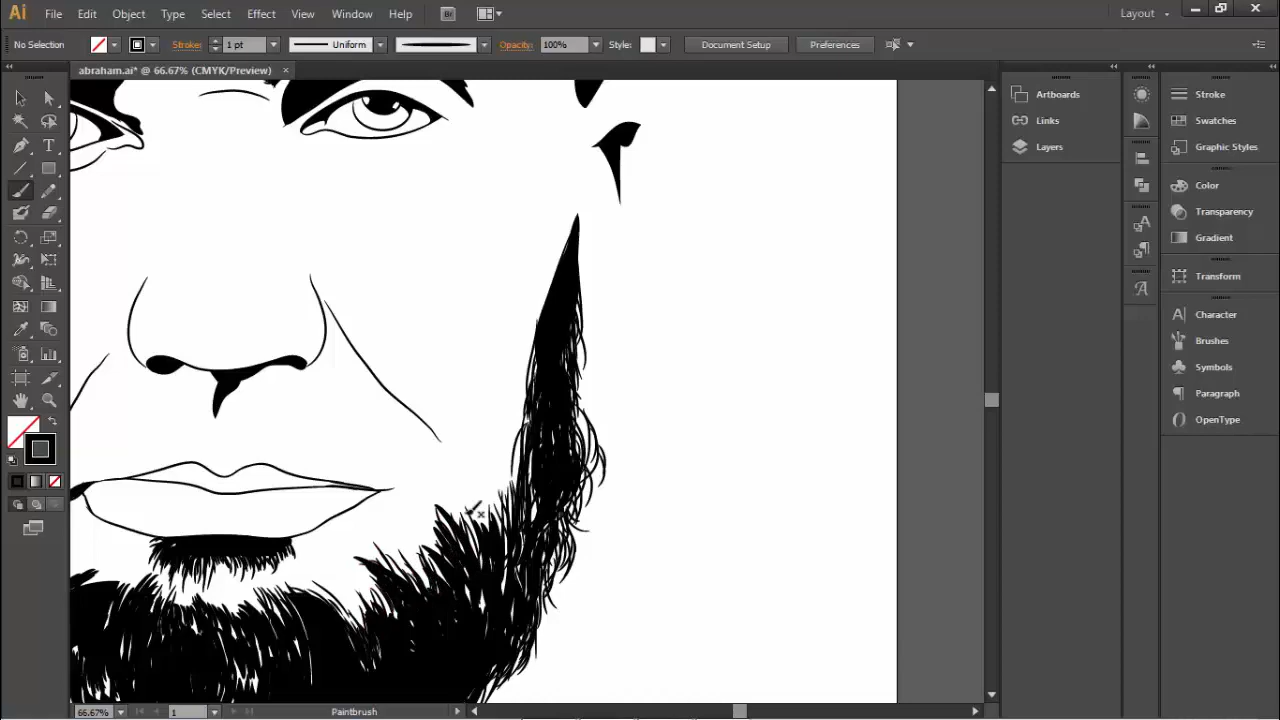 Ai File Edit Object Type Select Effect View Window Help Br Layout
No Selection Stroke: 1 pt Uniform Opacity: 100% Style: Document Setup Preferences
abraham.ai* @ 66.67% (CMYK/Preview) ×
Artboards
Links
Layers
Stroke
Swatches
Graphic Styles
Color
Transparency
Gradient
Transform
Character
Brushes
Symbols
Paragraph
OpenType
66.67% 1 Paintbrush